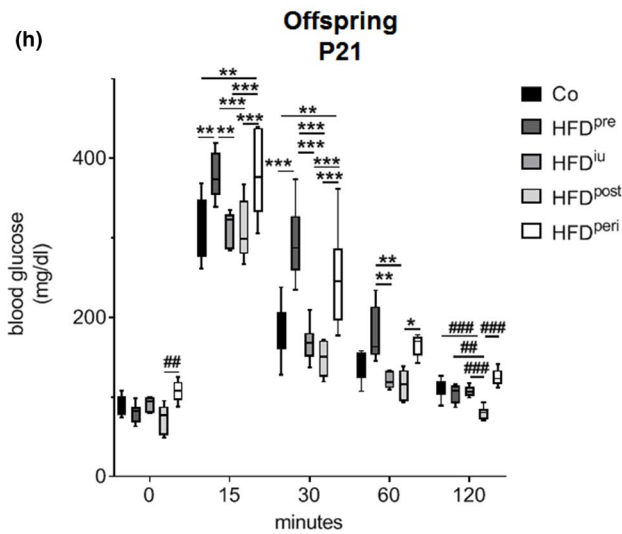 Offspring
P21
(h)
Co
HFDpre
HFDiu
HFDpost
HFDperi
blood glucose
(mg/dl)
400
200
0
**
***
***
***
** **
**
***
***
***
***
***
**
**
*
##
###
###
##
###
0 15 30 60 120
minutes